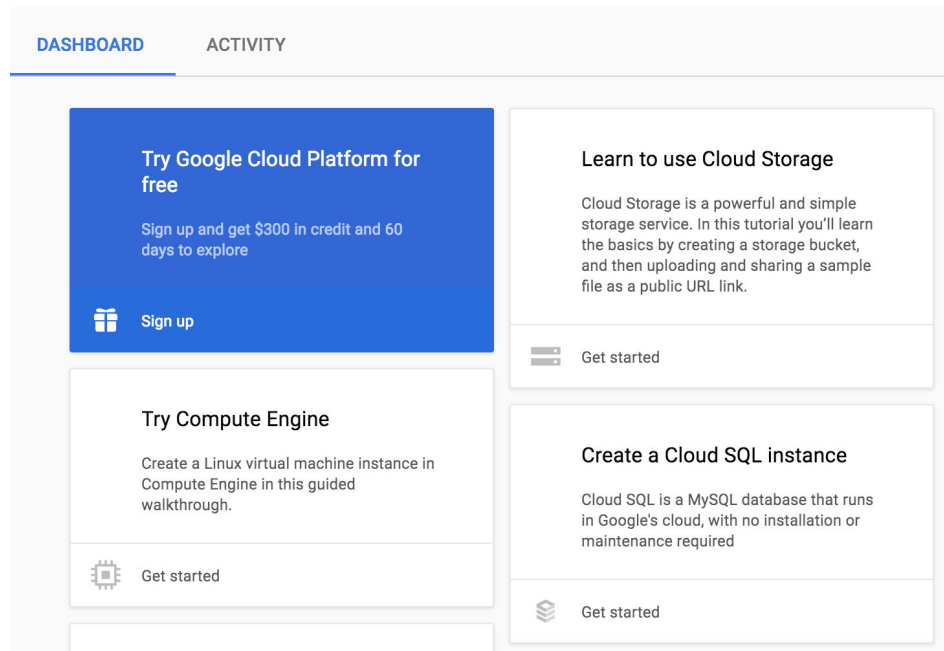 DASHBOARD
ACTIVITY
Try Google Cloud Platform for
free
Sign up and get $300 in credit and 60
days to explore
Sign up
Learn to use Cloud Storage
Cloud Storage is a powerful and simple
storage service. In this tutorial you’ll learn
the basics by creating a storage bucket,
and then uploading and sharing a sample
file as a public URL link.
Get started
Try Compute Engine
Create a Linux virtual machine instance in
Compute Engine in this guided
walkthrough.
Get started
Create a Cloud SQL instance
Cloud SQL is a MySQL database that runs
in Google's cloud, with no installation or
maintenance required
Get started